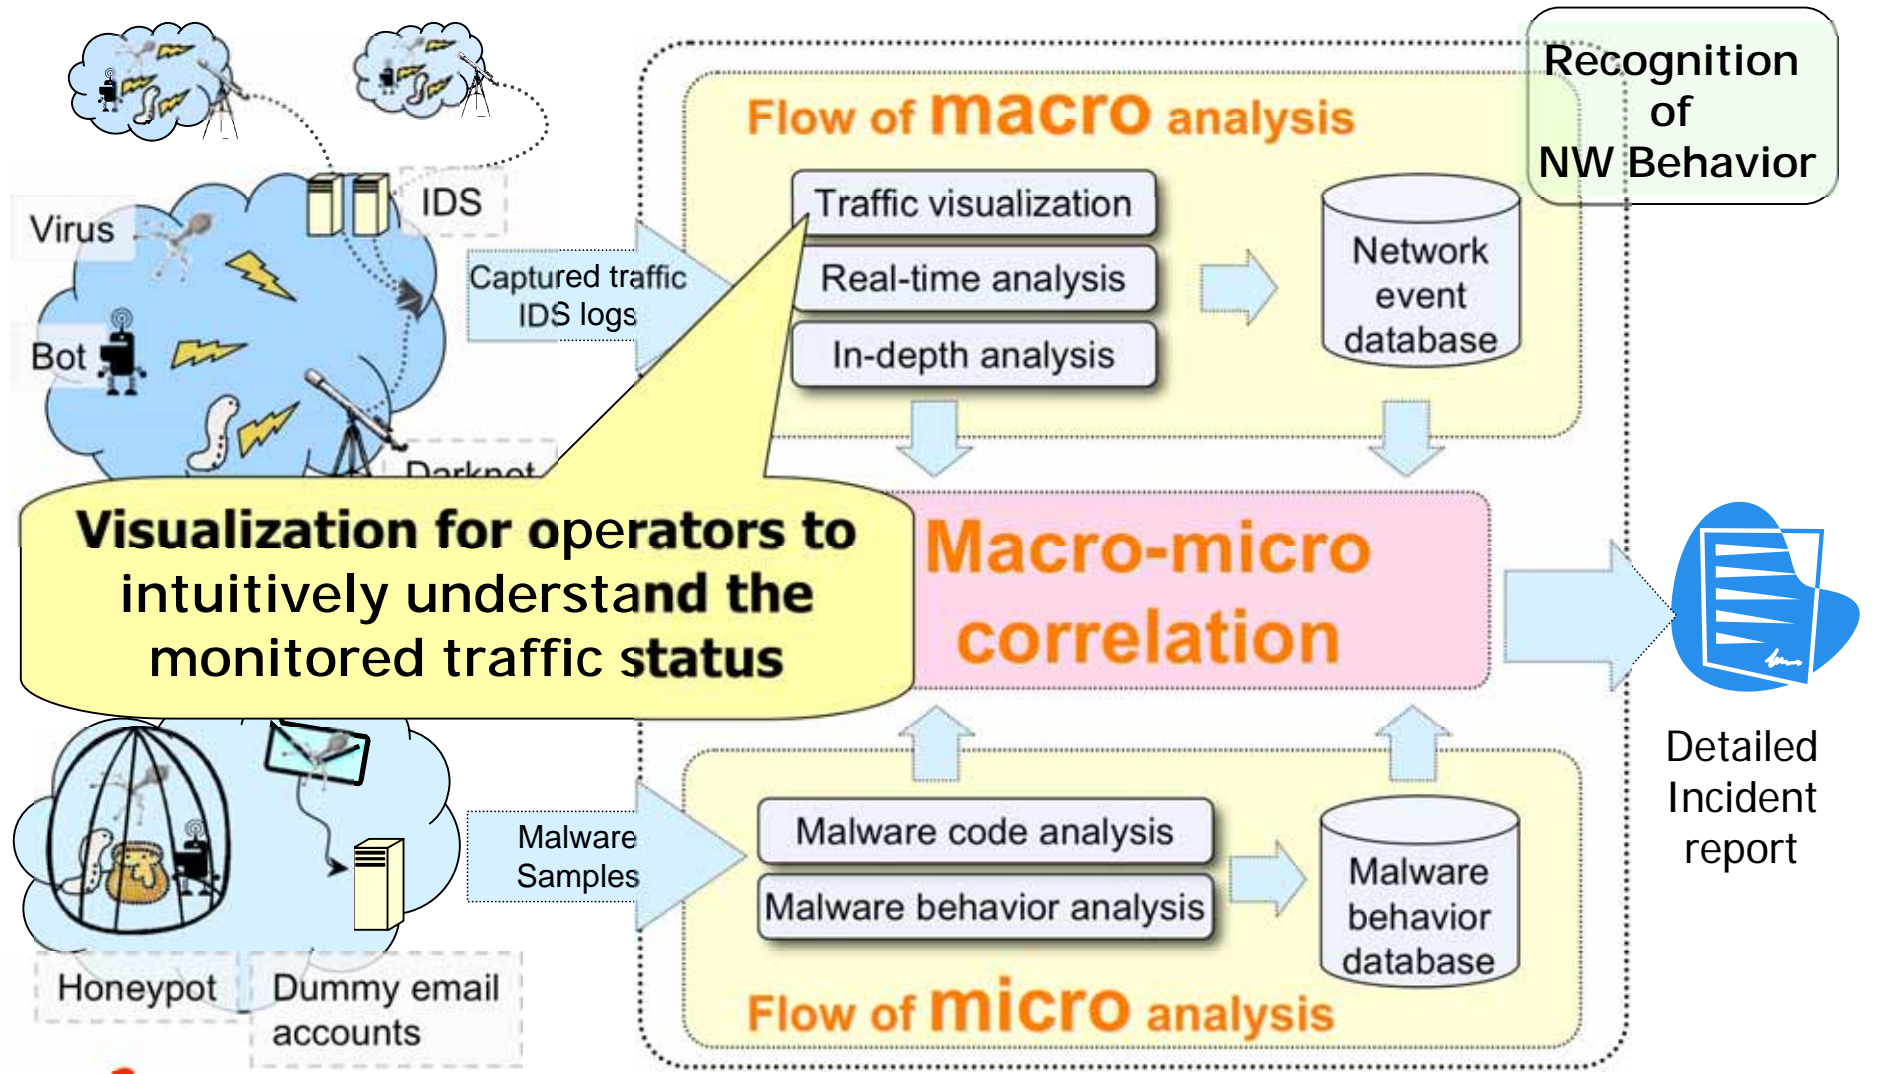 Recognition
of
NW Behavior
Flow of macro analysis
IDS
Virus
Bot
Darknet
Captured traffic
IDS logs
Traffic visualization
Real-time analysis
In-depth analysis
Network
event
database
Visualization for operators to
intuitively understand the
monitored traffic status
Macro-micro
correlation
Detailed
Incident
report
Malware
Samples
Malware code analysis
Malware behavior analysis
Malware
behavior
database
Honeypot
Dummy email
accounts
Flow of micro analysis